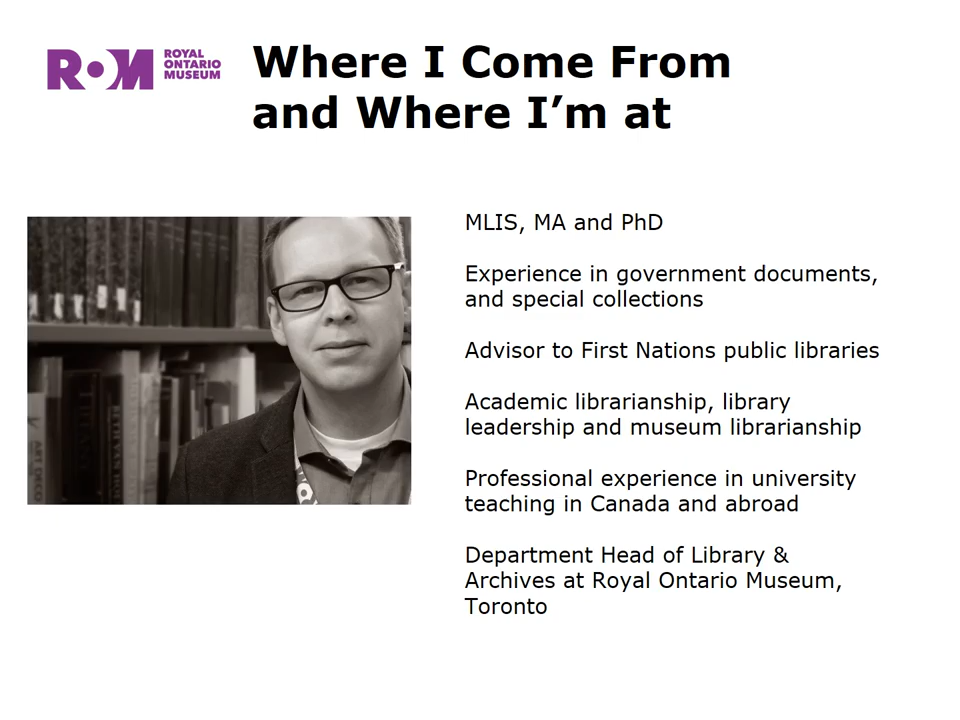 ROM
ROYAL
ONTARIO
MUSEUM
Where I Come From
and Where I’m at
MLIS, MA and PhD
Experience in government documents,
and special collections
Advisor to First Nations public libraries
Academic librarianship, library
leadership and museum librarianship
Professional experience in university
teaching in Canada and abroad
Department Head of Library &
Archives at Royal Ontario Museum,
Toronto